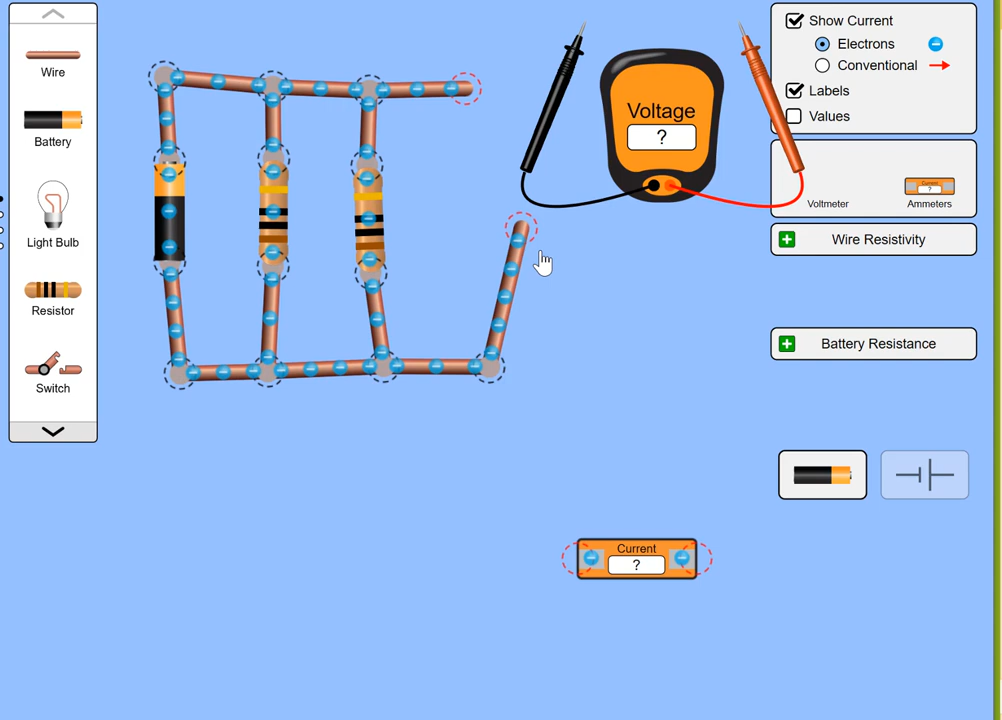 Wire
Battery
Light Bulb
Resistor
Switch
Voltage
?
Show Current
Electrons
Conventional
Labels
Values
Current
?
Voltmeter
Ammeters
Wire Resistivity
Battery Resistance
Current
?